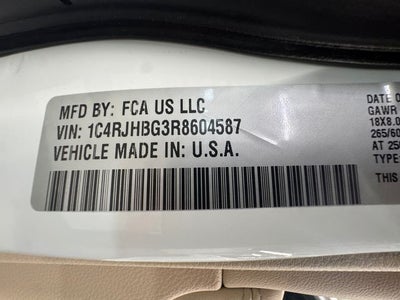 MFD BY: FCA US LLC
VIN: 1C4RJHBG3R8604587
VEHICLE MADE IN: U.S.A.
DATE O
GAWR
18X8.0
265/60
AT 250
TYPE:
THIS